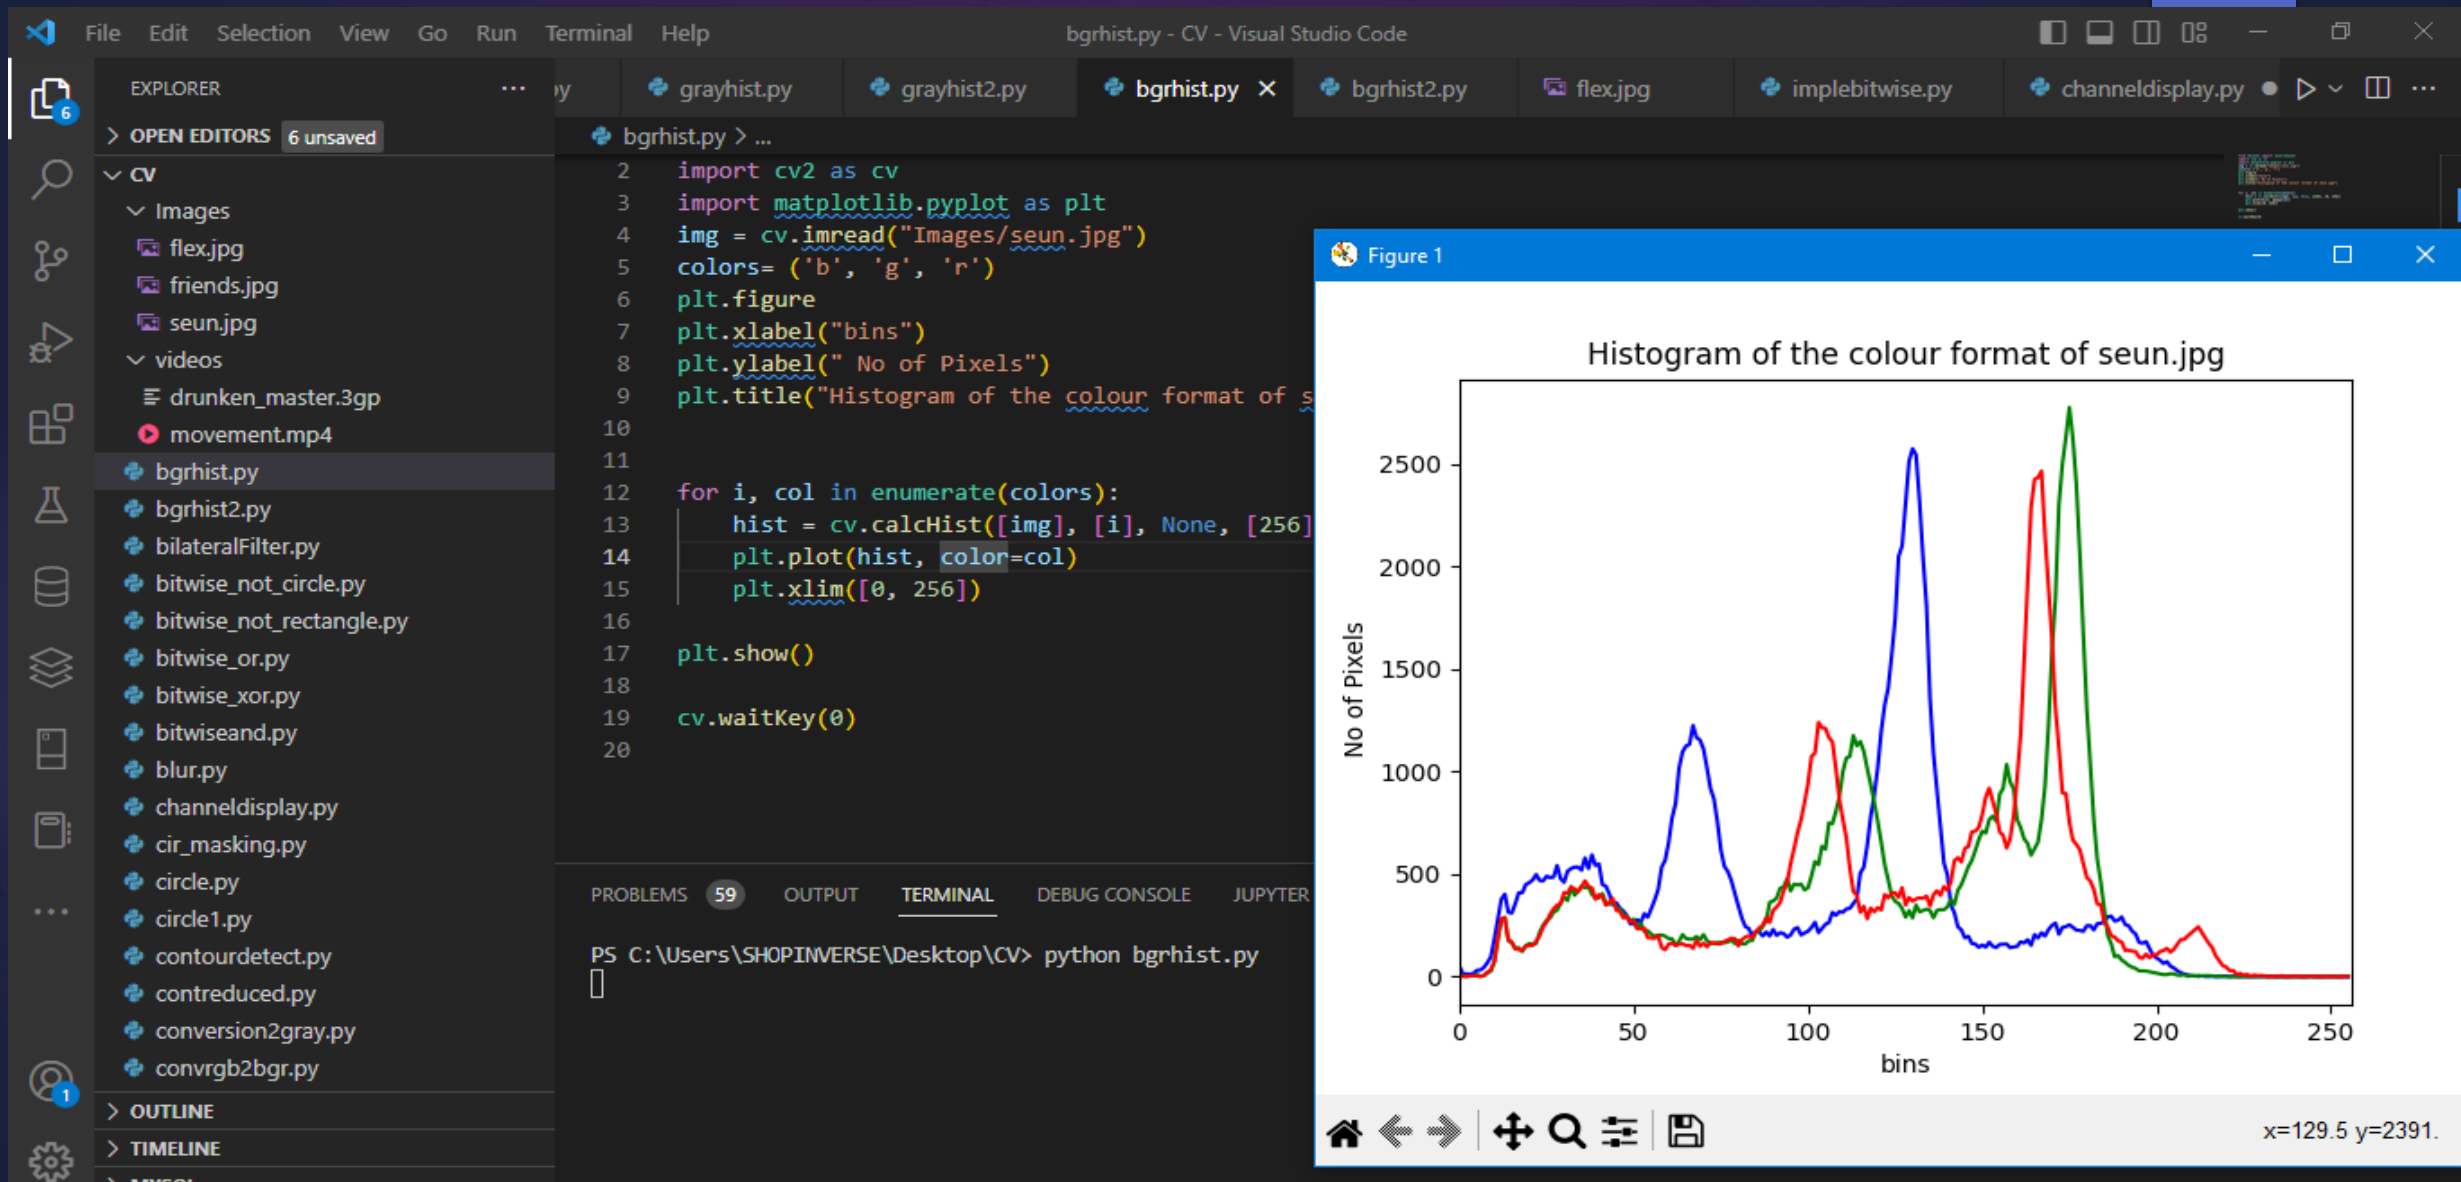 File Edit Selection View Go Run Terminal Help
bgrhist.py - CV - Visual Studio Code
EXPLORER
py grayhist.py grayhist2.py bgrhist.py bgrhist2.py flex.jpg implebitwise.py channeldisplay.py
6
OPEN EDITORS 6 unsaved
CV
Images
flex.jpg
friends.jpg
seun.jpg
videos
drunken_master.3gp
movement.mp4
bgrhist.py
bgrhist2.py
bilateralFilter.py
bitwise_not_circle.py
bitwise_not_rectangle.py
bitwise_or.py
bitwise_xor.py
bitwiseand.py
blur.py
channeldisplay.py
cir_masking.py
circle.py
circle1.py
contourdetect.py
contreduced.py
conversion2gray.py
convrgb2bgr.py
1
OUTLINE
TIMELINE
MYSQL
bgrhist.py > ...
2 import cv2 as cv
3 import matplotlib.pyplot as plt
4 img = cv.imread("Images/seun.jpg")
5 colors= ('b', 'g', 'r')
6 plt.figure
7 plt.xlabel("bins")
8 plt.ylabel(" No of Pixels")
9 plt.title("Histogram of the colour format of s
10
11
12 for i, col in enumerate(colors):
13 hist = cv.calcHist([img], [i], None, [256]
14 plt.plot(hist, color=col)
15 plt.xlim([0, 256])
16
17 plt.show()
18
19 cv.waitKey(0)
20
PROBLEMS 59 OUTPUT TERMINAL DEBUG CONSOLE JUPYTER
PS C:\Users\SHOPINVERSE\Desktop\CV> python bgrhist.py
Figure 1
Histogram of the colour format of seun.jpg
No of Pixels
2500
2000
1500
1000
500
0
0 50 100 150 200 250
bins
x=129.5 y=2391.